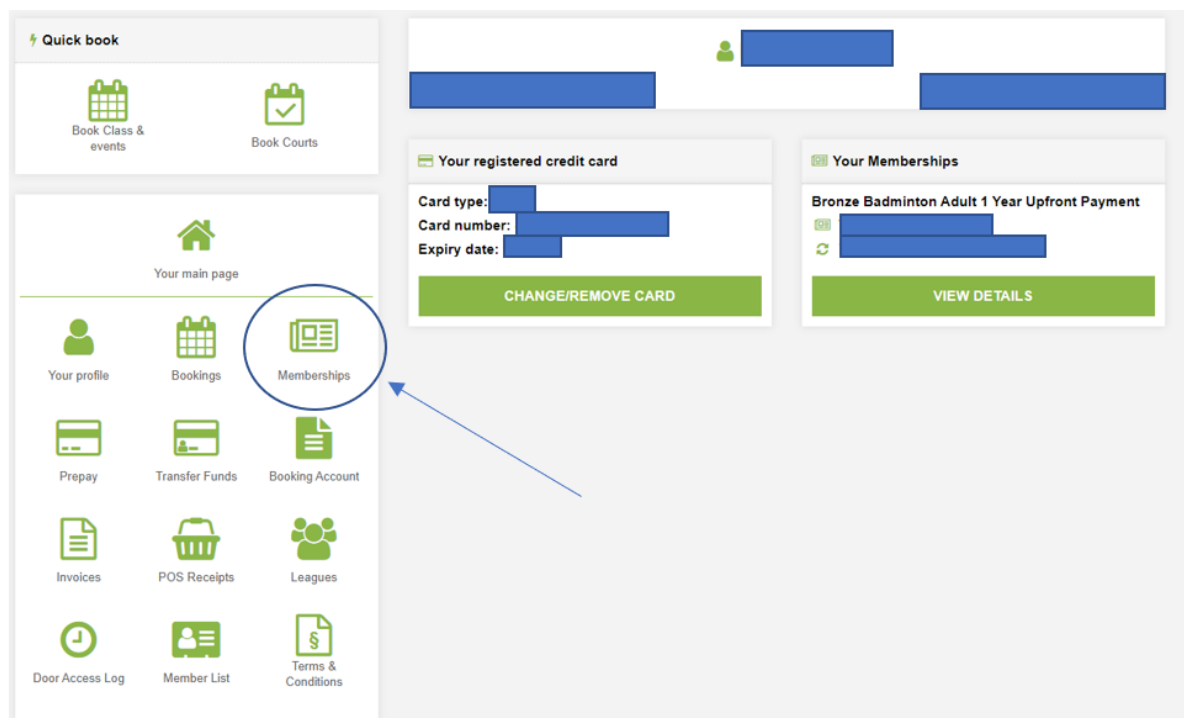 Quick book
Book Class &
events
Book Courts
Your main page
Your profile
Bookings
Memberships
Prepay
Transfer Funds
Booking Account
Invoices
POS Receipts
Leagues
Door Access Log
Member List
§
Terms &
Conditions
Your registered credit card
Card type:
Card number:
Expiry date:
CHANGE/REMOVE CARD
Your Memberships
Bronze Badminton Adult 1 Year Upfront Payment
VIEW DETAILS